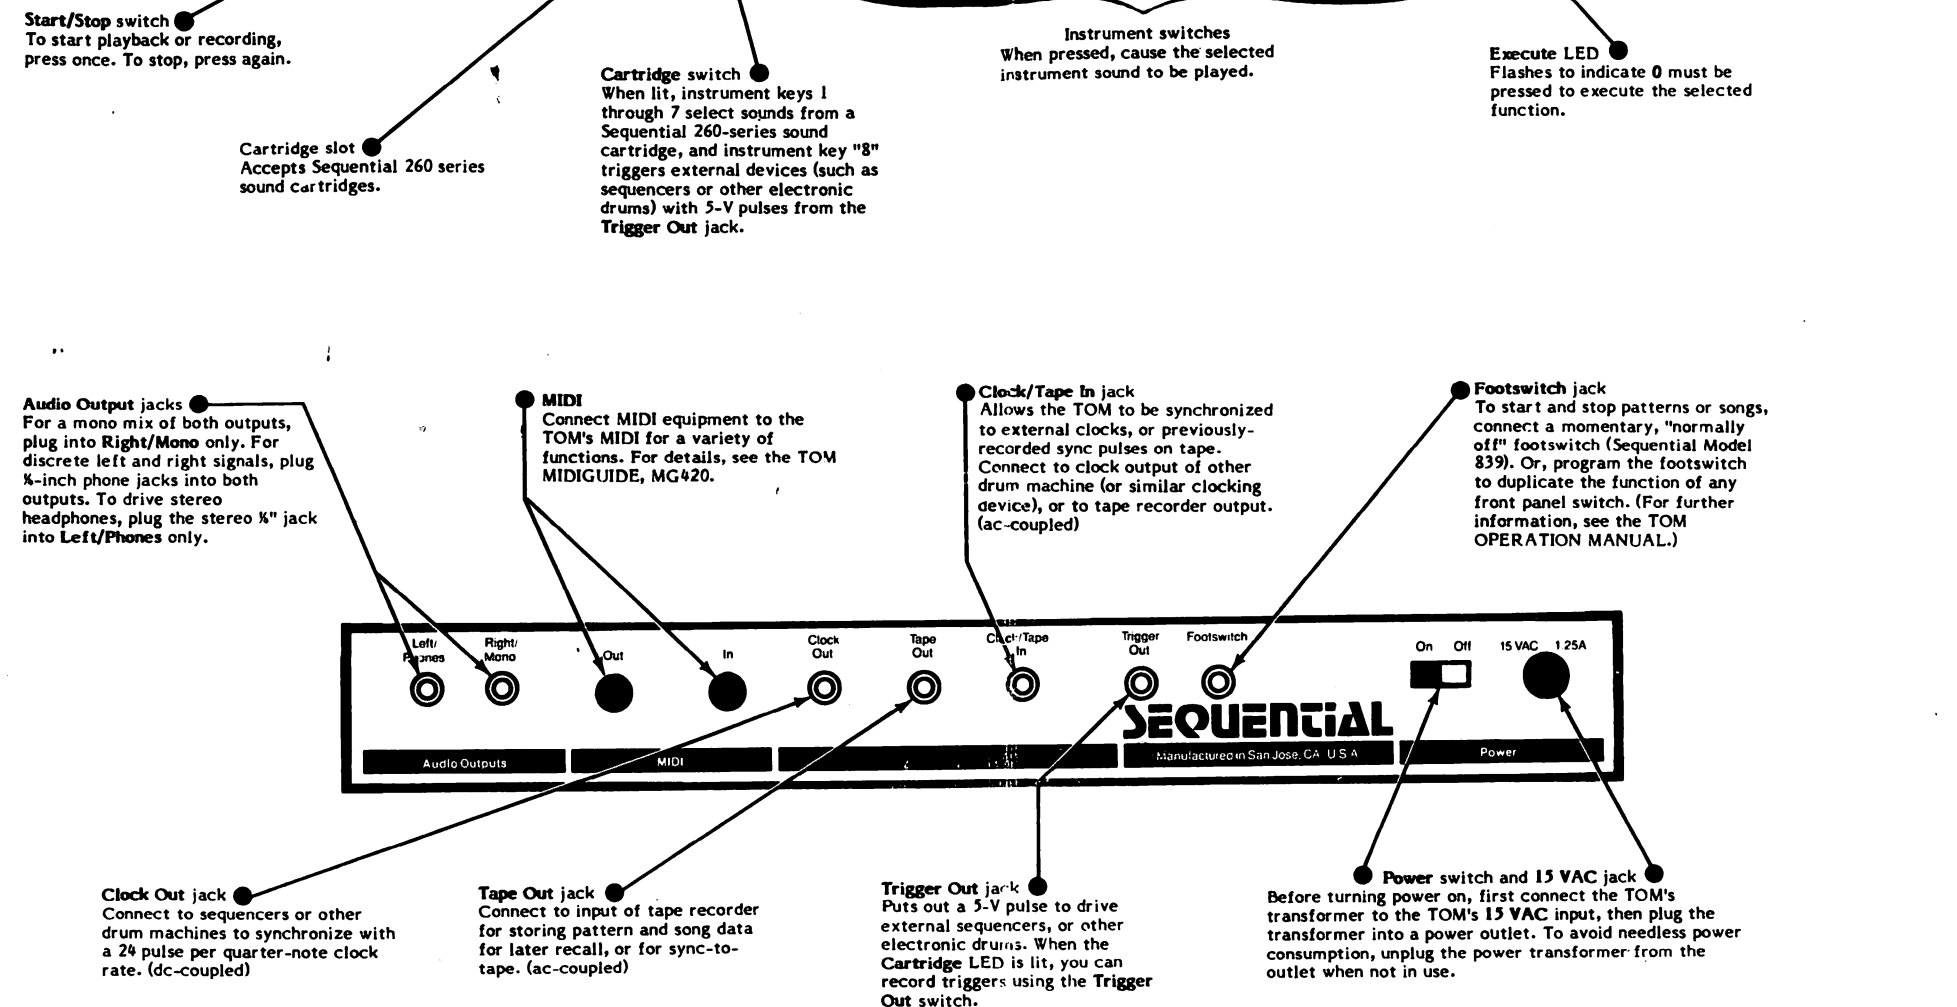 Start/Stop switch
To start playback or recording,
press once. To stop, press again.
Cartridge slot
Accepts Sequential 260 series
sound cartridges.
Cartridge switch
When lit, instrument keys 1
through 7 select sounds from a
Sequential 260-series sound
cartridge, and instrument key "8"
triggers external devices (such as
sequencers or other electronic
drums) with 5-V pulses from the
Trigger Out jack.
Instrument switches
When pressed, cause the selected
instrument sound to be played.
Execute LED
Flashes to indicate 0 must be
pressed to execute the selected
function.
Audio Output jacks
For a mono mix of both outputs,
plug into Right/Mono only. For
discrete left and right signals, plug
¼-inch phone jacks into both
outputs. To drive stereo
headphones, plug the stereo ¼" jack
into Left/Phones only.
MIDI
Connect MIDI equipment to the
TOM's MIDI for a variety of
functions. For details, see the TOM
MIDIGUIDE, MG420.
Clock/Tape In jack
Allows the TOM to be synchronized
to external clocks, or previously-
recorded sync pulses on tape.
Connect to clock output of other
drum machine (or similar clocking
device), or to tape recorder output.
(ac-coupled)
Footswitch jack
To start and stop patterns or songs,
connect a momentary, "normally
off" footswitch (Sequential Model
839). Or, program the footswitch
to duplicate the function of any
front panel switch. (For further
information, see the TOM
OPERATION MANUAL.)
Left/
Phones
Right/
Mono
Out
In
Clock
Out
Tape
Out
Clock/Tape
In
Trigger
Out
Footswitch
On Off
15 VAC 1.25A
SEQUENTIAL
Audio Outputs
MIDI
Manufactured in San Jose, CA U S A
Power
Clock Out jack
Connect to sequencers or other
drum machines to synchronize with
a 24 pulse per quarter-note clock
rate. (dc-coupled)
Tape Out jack
Connect to input of tape recorder
for storing pattern and song data
for later recall, or for sync-to-
tape. (ac-coupled)
Trigger Out jack
Puts out a 5-V pulse to drive
external sequencers, or other
electronic drums. When the
Cartridge LED is lit, you can
record triggers using the Trigger
Out switch.
Power switch and 15 VAC jack
Before turning power on, first connect the TOM's
transformer to the TOM's 15 VAC input, then plug the
transformer into a power outlet. To avoid needless power
consumption, unplug the power transformer from the
outlet when not in use.